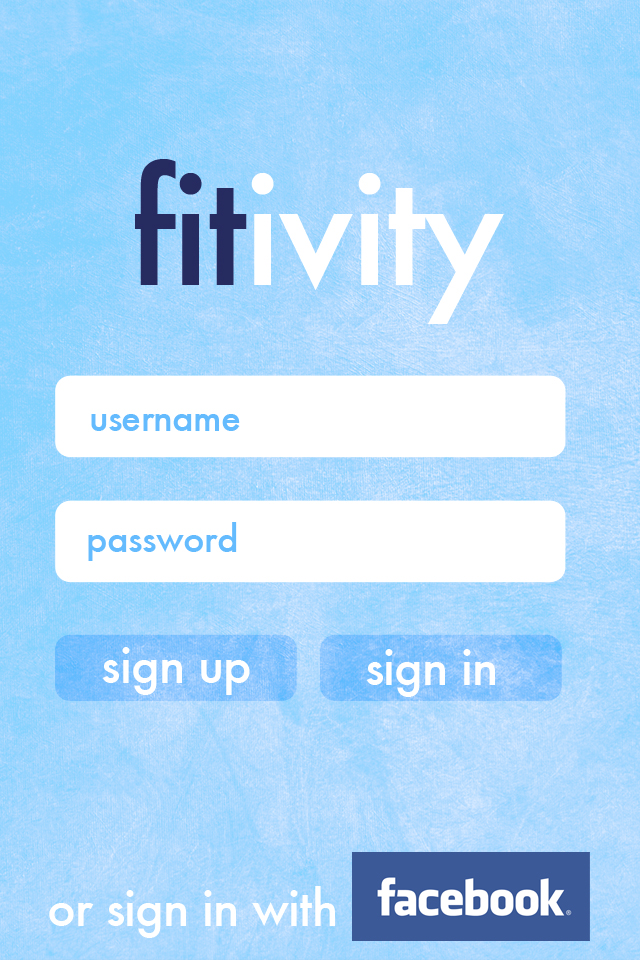 fitivity
username
password
sign up sign in
or sign in with facebook®